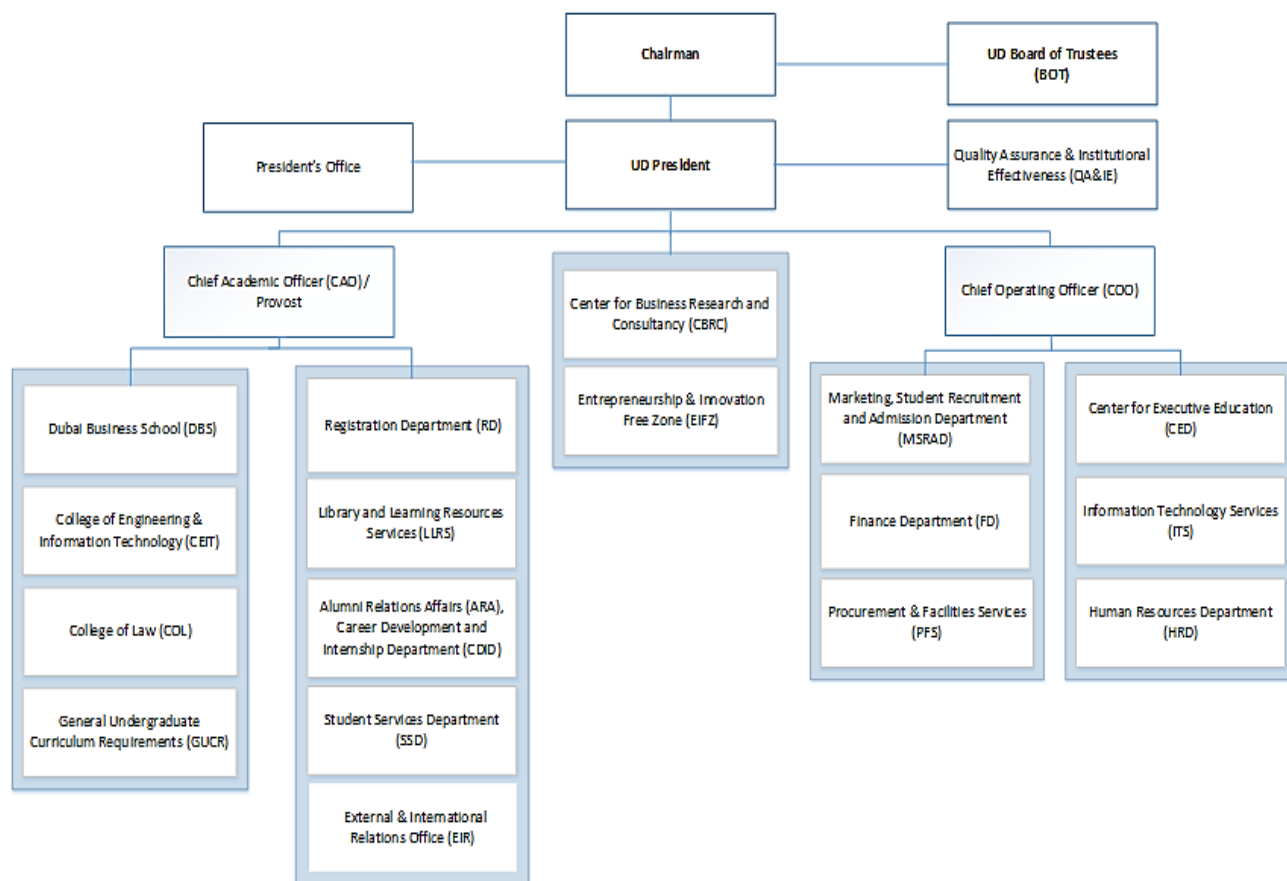 Chairman
UD Board of Trustees
(BOT)
President's Office
UD President
Quality Assurance & Institutional
Effectiveness (QA&IE)
Chief Academic Officer (CAO) /
Provost
Center for Business Research and
Consultancy (CBRC)
Entrepreneurship & Innovation
Free Zone (EIFZ)
Chief Operating Officer (COO)
Dubai Business School (DBS)
College of Engineering &
Information Technology (CEIT)
College of Law (COL)
General Undergraduate
Curriculum Requirements (GUCR)
Registration Department (RD)
Library and Learning Resources
Services (LLRS)
Alumni Relations Affairs (ARA),
Career Development and
Internship Department (CDID)
Student Services Department
(SSD)
External & International
Relations Office (EIR)
Marketing, Student Recruitment
and Admission Department
(MSRAD)
Finance Department (FD)
Procurement & Facilities Services
(PFS)
Center for Executive Education
(CED)
Information Technology Services
(ITS)
Human Resources Department
(HRD)